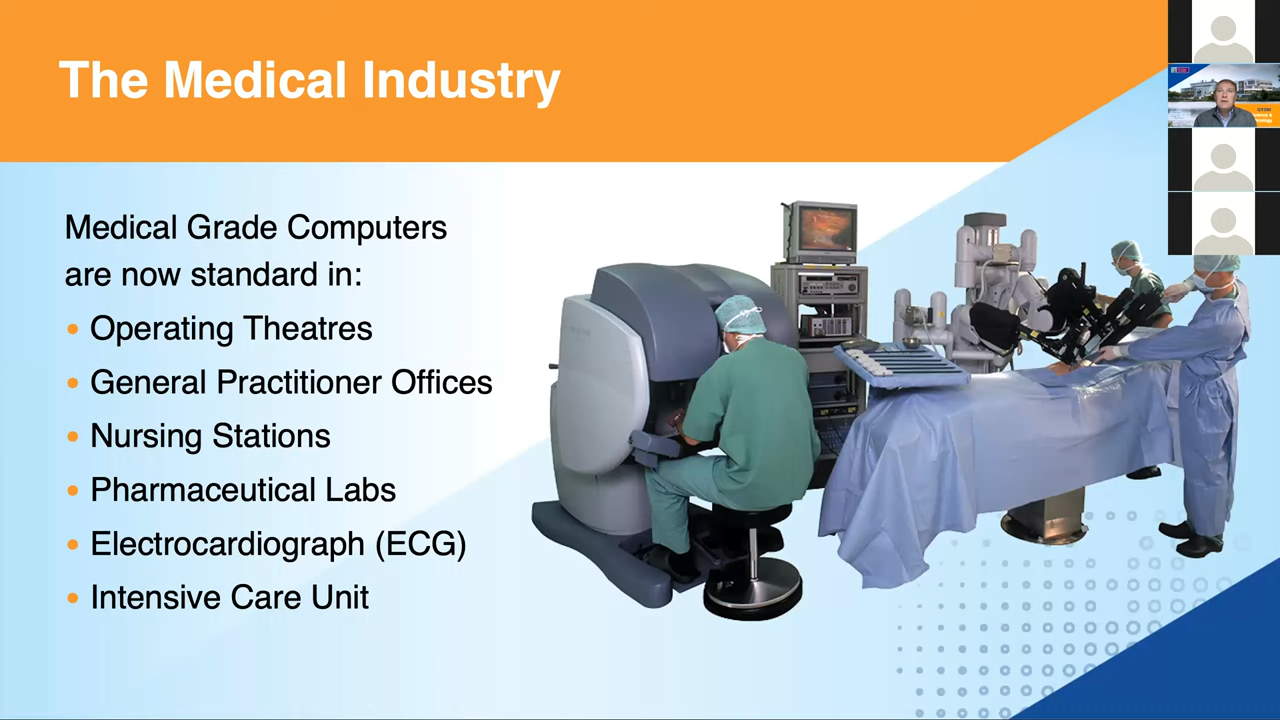 The Medical Industry
Medical Grade Computers
are now standard in:
• Operating Theatres
• General Practitioner Offices
• Nursing Stations
• Pharmaceutical Labs
• Electrocardiograph (ECG)
• Intensive Care Unit